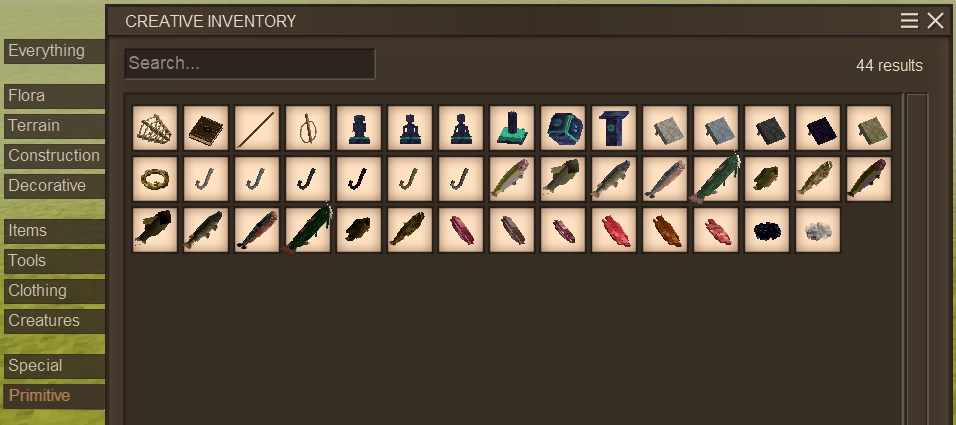 CREATIVE INVENTORY
Everything
Search...
44 results
Flora
Terrain
Construction
Decorative
Items
Tools
Clothing
Creatures
Special
Primitive